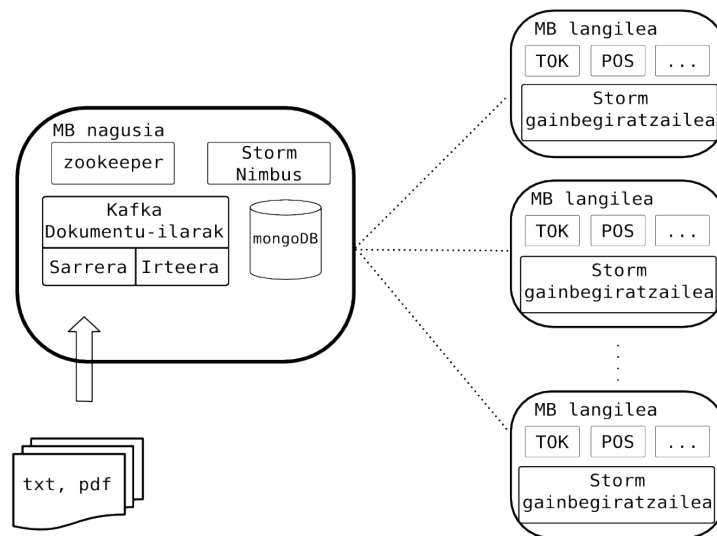 MB nagusia
zookeeper
Storm
Nimbus
Kafka
Dokumentu-ilarak
Sarrera
Irteera
mongoDB
txt, pdf
MB langilea
TOK
POS
...
Storm
gainbegiratzailea
MB langilea
TOK
POS
...
Storm
gainbegiratzailea
MB langilea
TOK
POS
...
Storm
gainbegiratzailea